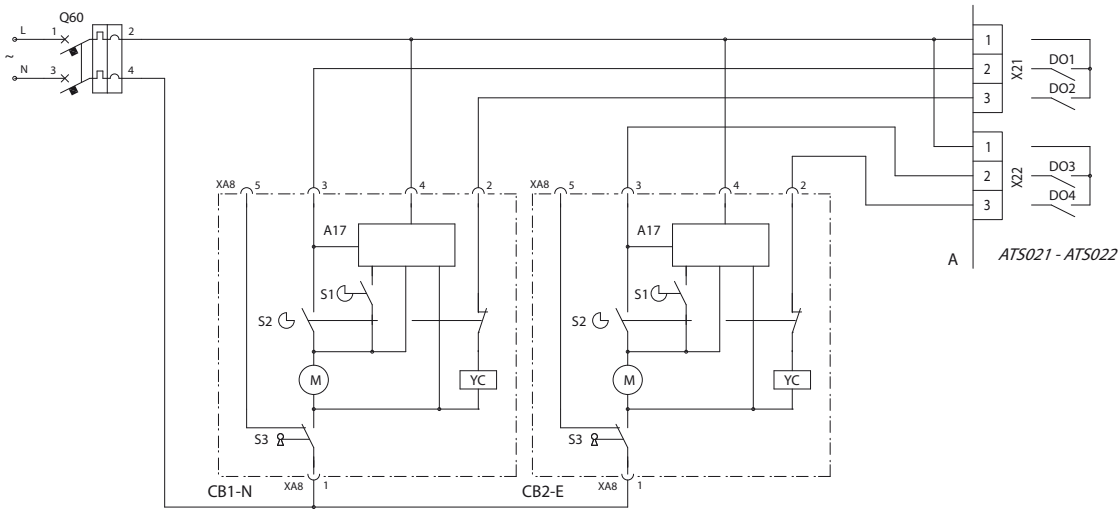 Q60
L 1 2
~
N 3 4
1
2
3
X21
DO1
DO2
1
2
3
X22
DO3
DO4
A ATS021 - ATS022
XA8 5 3 4 2
A17
S1
S2
M
YC
S3
CB1-N XA8 1
XA8 5 3 4 2
A17
S1
S2
M
YC
S3
CB2-E XA8 1